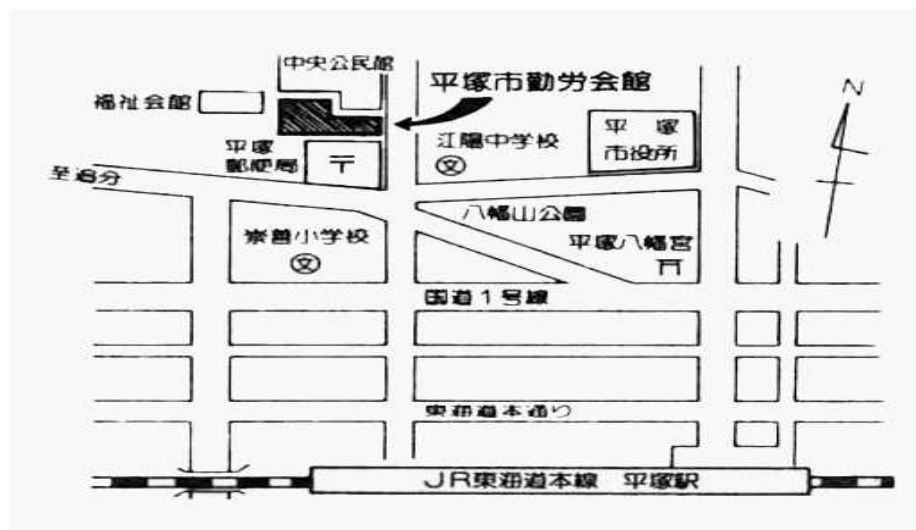 中央公民館
平塚市勤労会館
福祉会館
平塚
郵便局
〒
江陽中学校
文
平塚
市役所
N
至追分
八幡山公園
崇善小学校
文
平塚八幡宮
国道1号線
東海道本通り
JR東海道本線 平塚駅